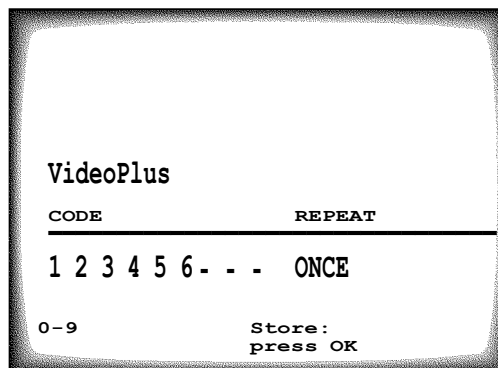 VideoPlus
CODE REPEAT
1 2 3 4 5 6 - - - ONCE
0-9 Store:
press OK